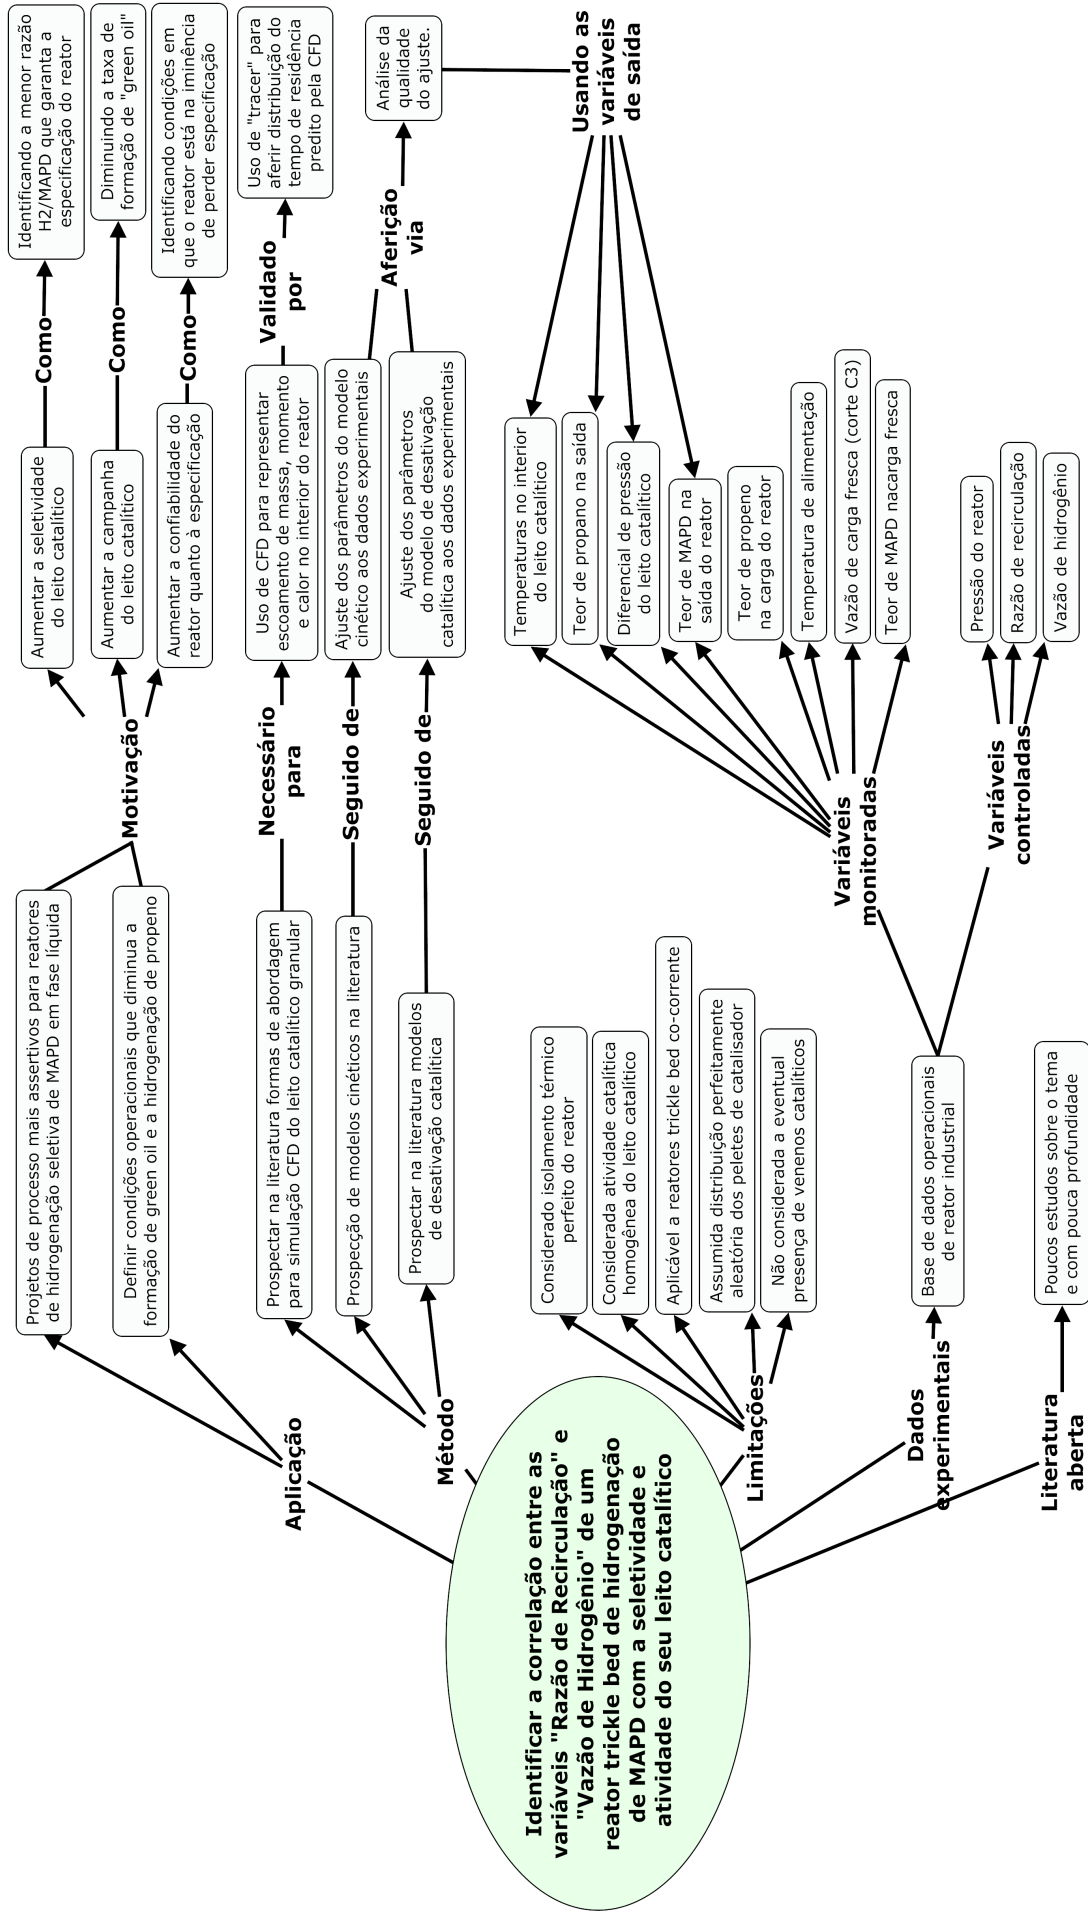 Identificar a correlação entre as
variáveis "Razão de Recirculação" e
"Vazão de Hidrogênio" de um
reator trickle bed de hidrogenação
de MAPD com a seletividade e
atividade do seu leito catalítico
Aplicação
Projetos de processo mais assertivos para reatores
de hidrogenação seletiva de MAPD em fase líquida
Definir condições operacionais que diminua a
formação de green oil e a hidrogenação de propeno
Motivação
Aumentar a seletividade
do leito catalítico
Como
Identificando a menor razão
H2/MAPD que garanta a
especificação do reator
Aumentar a campanha
do leito catalítico
Como
Diminuindo a taxa de
formação de "green oil"
Aumentar a confiabilidade do
reator quanto à especificação
Como
Identificando condições em
que o reator está na iminência
de perder especificação
Método
Prospectar na literatura formas de abordagem
para simulação CFD do leito catalítico granular
Necessário
para
Uso de CFD para representar
escoamento de massa, momento
e calor no interior do reator
Validado
por
Uso de "tracer" para
aferir distribuição do
tempo de residência
predito pela CFD
Prospecção de modelos cinéticos na literatura
Seguido de
Ajuste dos parâmetros do modelo
cinético aos dados experimentais
Prospectar na literatura modelos
de desativação catalítica
Seguido de
Ajuste dos parâmetros
do modelo de desativação
catalítica aos dados experimentais
Aferição
via
Análise da
qualidade
do ajuste.
Usando as
variáveis
de saída
Limitações
Considerado isolamento térmico
perfeito do reator
Considerada atividade catalítica
homogênea do leito catalítico
Aplicável a reatores trickle bed co-corrente
Assumida distribuição perfeitamente
aleatória dos peletes de catalisador
Não considerada a eventual
presença de venenos catalíticos
Dados
experimentais
Base de dados operacionais
de reator industrial
Variáveis
monitoradas
Temperaturas no interior
do leito catalítico
Teor de propano na saída
Diferencial de pressão
do leito catalítico
Teor de MAPD na
saída do reator
Teor de propeno
na carga do reator
Temperatura de alimentação
Vazão de carga fresca (corte C3)
Teor de MAPD nacarga fresca
Variáveis
controladas
Pressão do reator
Razão de recirculação
Vazão de hidrogênio
Literatura
aberta
Poucos estudos sobre o tema
e com pouca profundidade